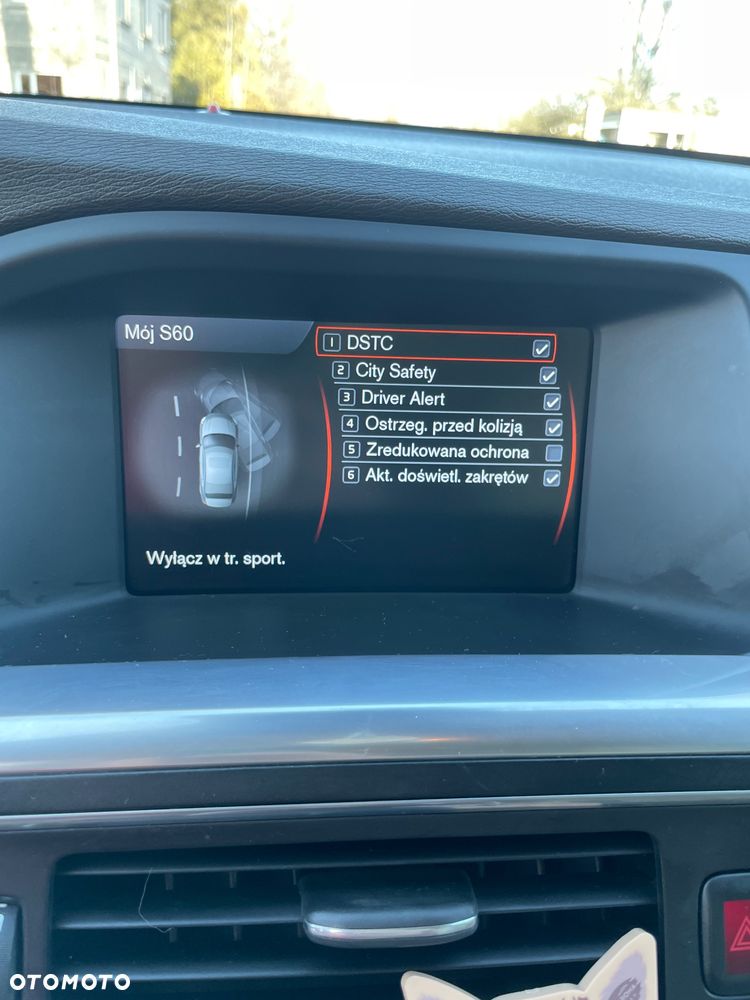 Mój S60
1 DSTC
2 City Safety
3 Driver Alert
4 Ostrzeg. przed kolizją
5 Zredukowana ochrona
6 Akt. doświetl. zakrętów
Wyłącz w tr. sport.
OTOMOTO